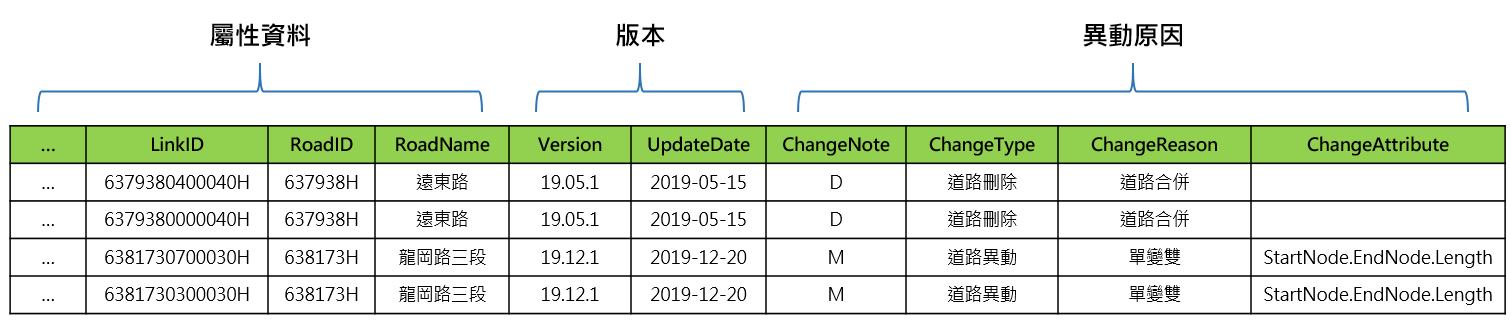 屬性資料 版本 異動原因
... LinkID RoadID RoadName Version UpdateDate ChangeNote ChangeType ChangeReason ChangeAttribute
... 6379380400040H 637938H 遠東路 19.05.1 2019-05-15 D 道路刪除 道路合併
... 6379380000040H 637938H 遠東路 19.05.1 2019-05-15 D 道路刪除 道路合併
... 6381730700030H 638173H 龍岡路三段 19.12.1 2019-12-20 M 道路異動 單變雙 StartNode.EndNode.Length
... 6381730300030H 638173H 龍岡路三段 19.12.1 2019-12-20 M 道路異動 單變雙 StartNode.EndNode.Length